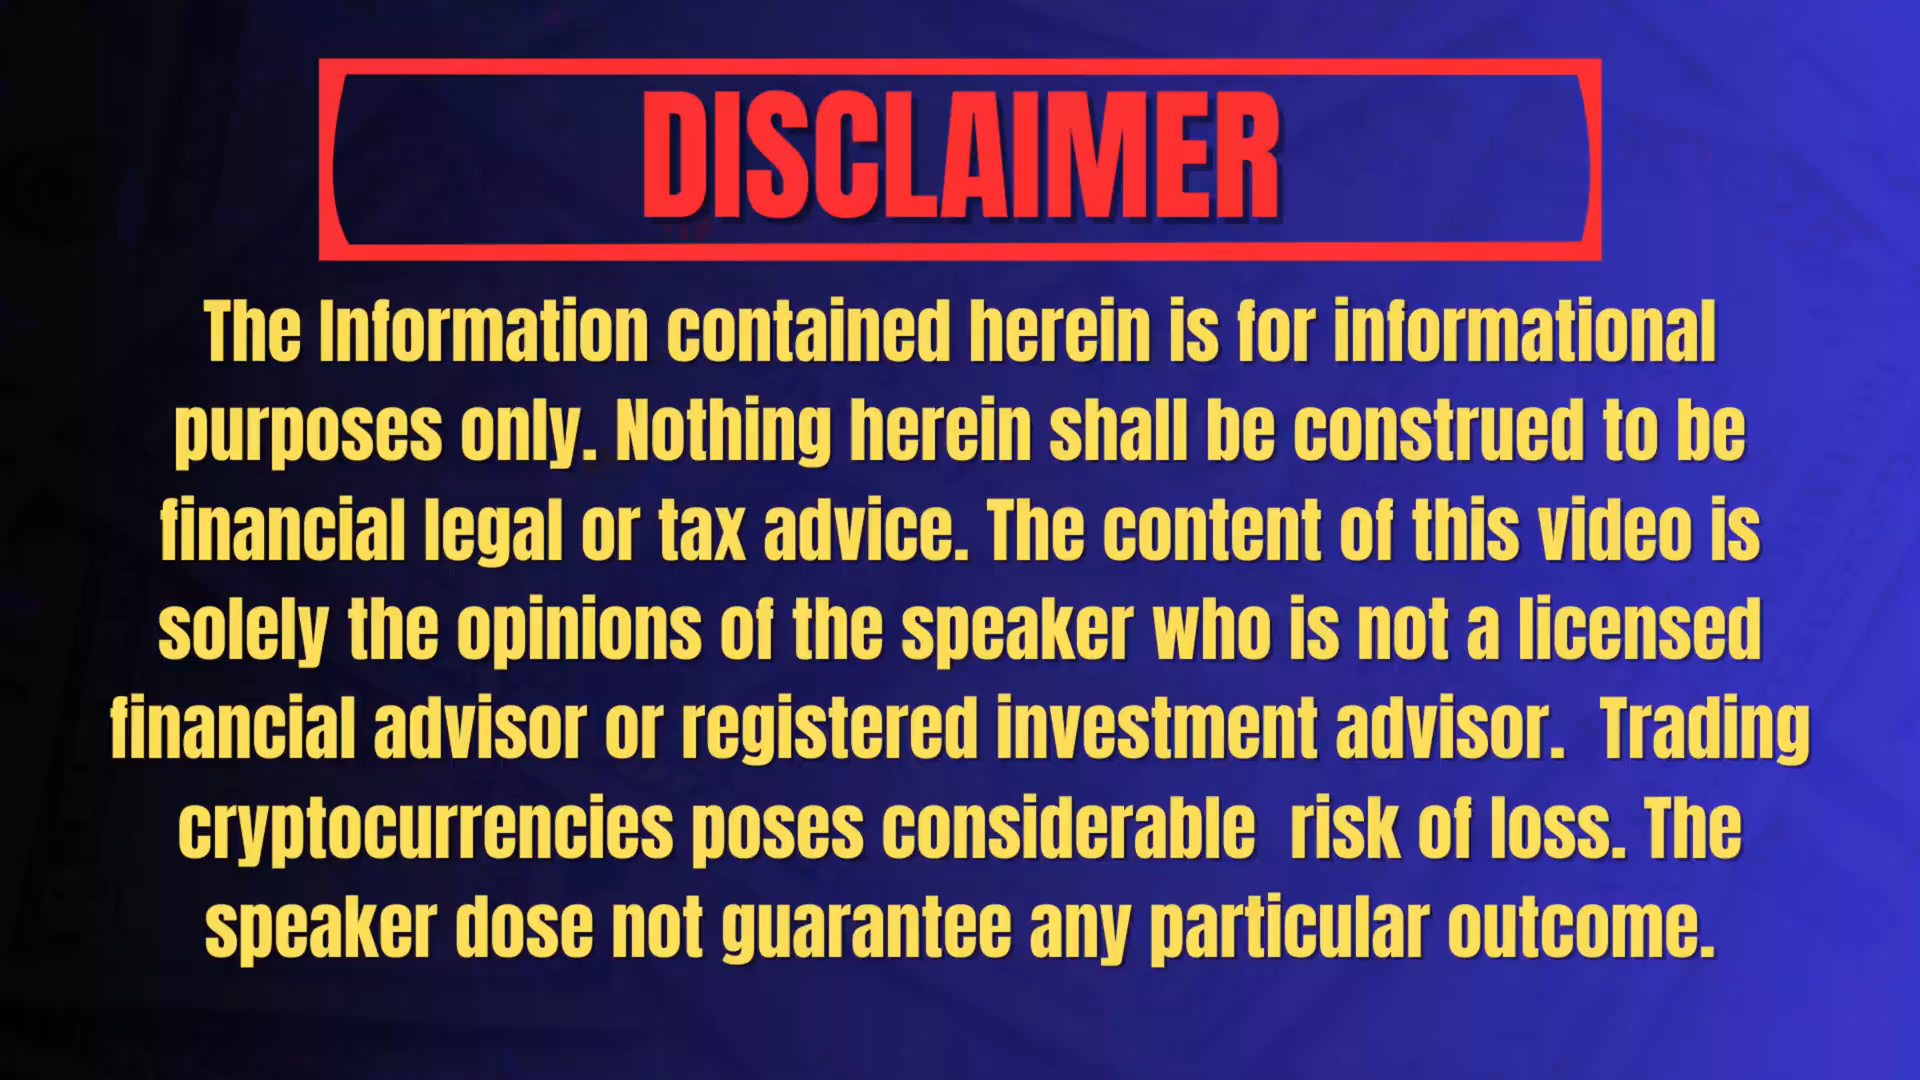 DISCLAIMER
The Information contained herein is for informational
purposes only. Nothing herein shall be construed to be
financial legal or tax advice. The content of this video is
solely the opinions of the speaker who is not a licensed
financial advisor or registered investment advisor.  Trading
cryptocurrencies poses considerable  risk of loss. The
speaker dose not guarantee any particular outcome.